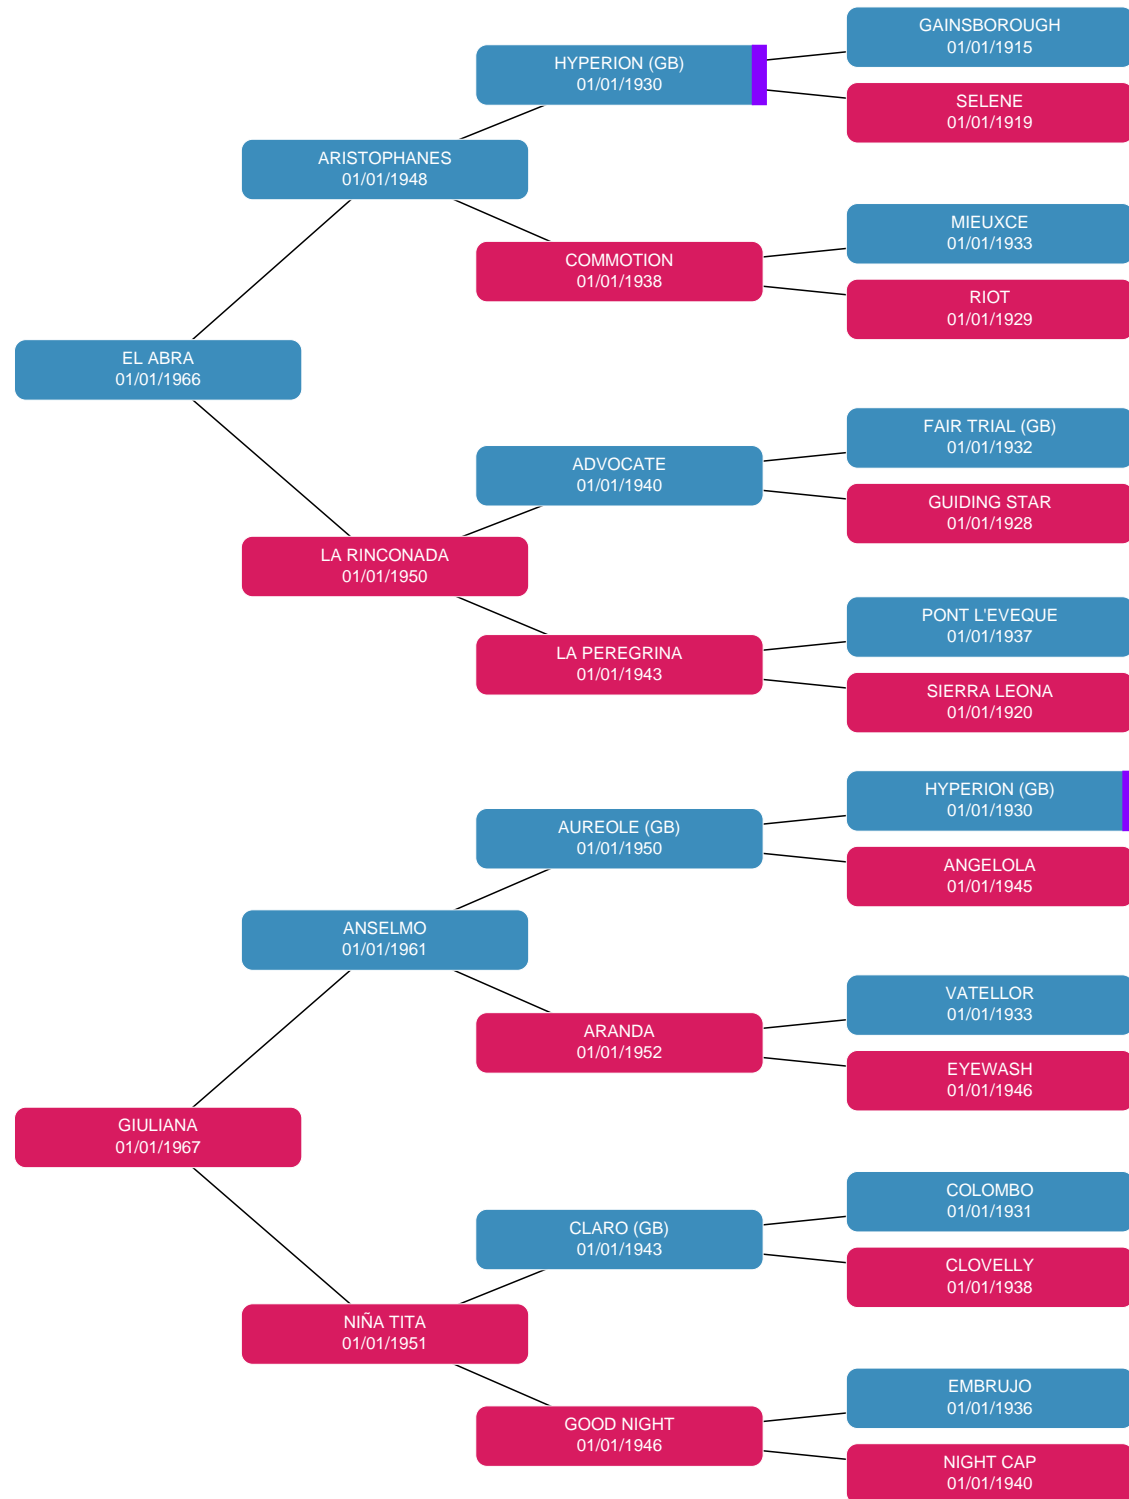 GAINSBOROUGH
01/01/1915
HYPERION (GB)
01/01/1930
SELENE
01/01/1919
ARISTOPHANES
01/01/1948
MIEUXCE
01/01/1933
COMMOTION
01/01/1938
RIOT
01/01/1929
EL ABRA
01/01/1966
FAIR TRIAL (GB)
01/01/1932
ADVOCATE
01/01/1940
GUIDING STAR
01/01/1928
LA RINCONADA
01/01/1950
PONT L'EVEQUE
01/01/1937
LA PEREGRINA
01/01/1943
SIERRA LEONA
01/01/1920
HYPERION (GB)
01/01/1930
AUREOLE (GB)
01/01/1950
ANGELOLA
01/01/1945
ANSELMO
01/01/1961
VATELLOR
01/01/1933
ARANDA
01/01/1952
EYEWASH
01/01/1946
GIULIANA
01/01/1967
COLOMBO
01/01/1931
CLARO (GB)
01/01/1943
CLOVELLY
01/01/1938
NIÑA TITA
01/01/1951
EMBRUJO
01/01/1936
GOOD NIGHT
01/01/1946
NIGHT CAP
01/01/1940